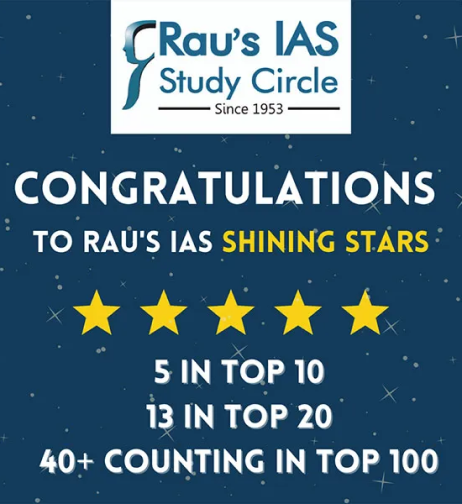 Rau's IAS
Study Circle
Since 1953
CONGRATULATIONS
TO RAU'S IAS SHINING STARS
5 IN TOP 10
13 IN TOP 20
40+ COUNTING IN TOP 100